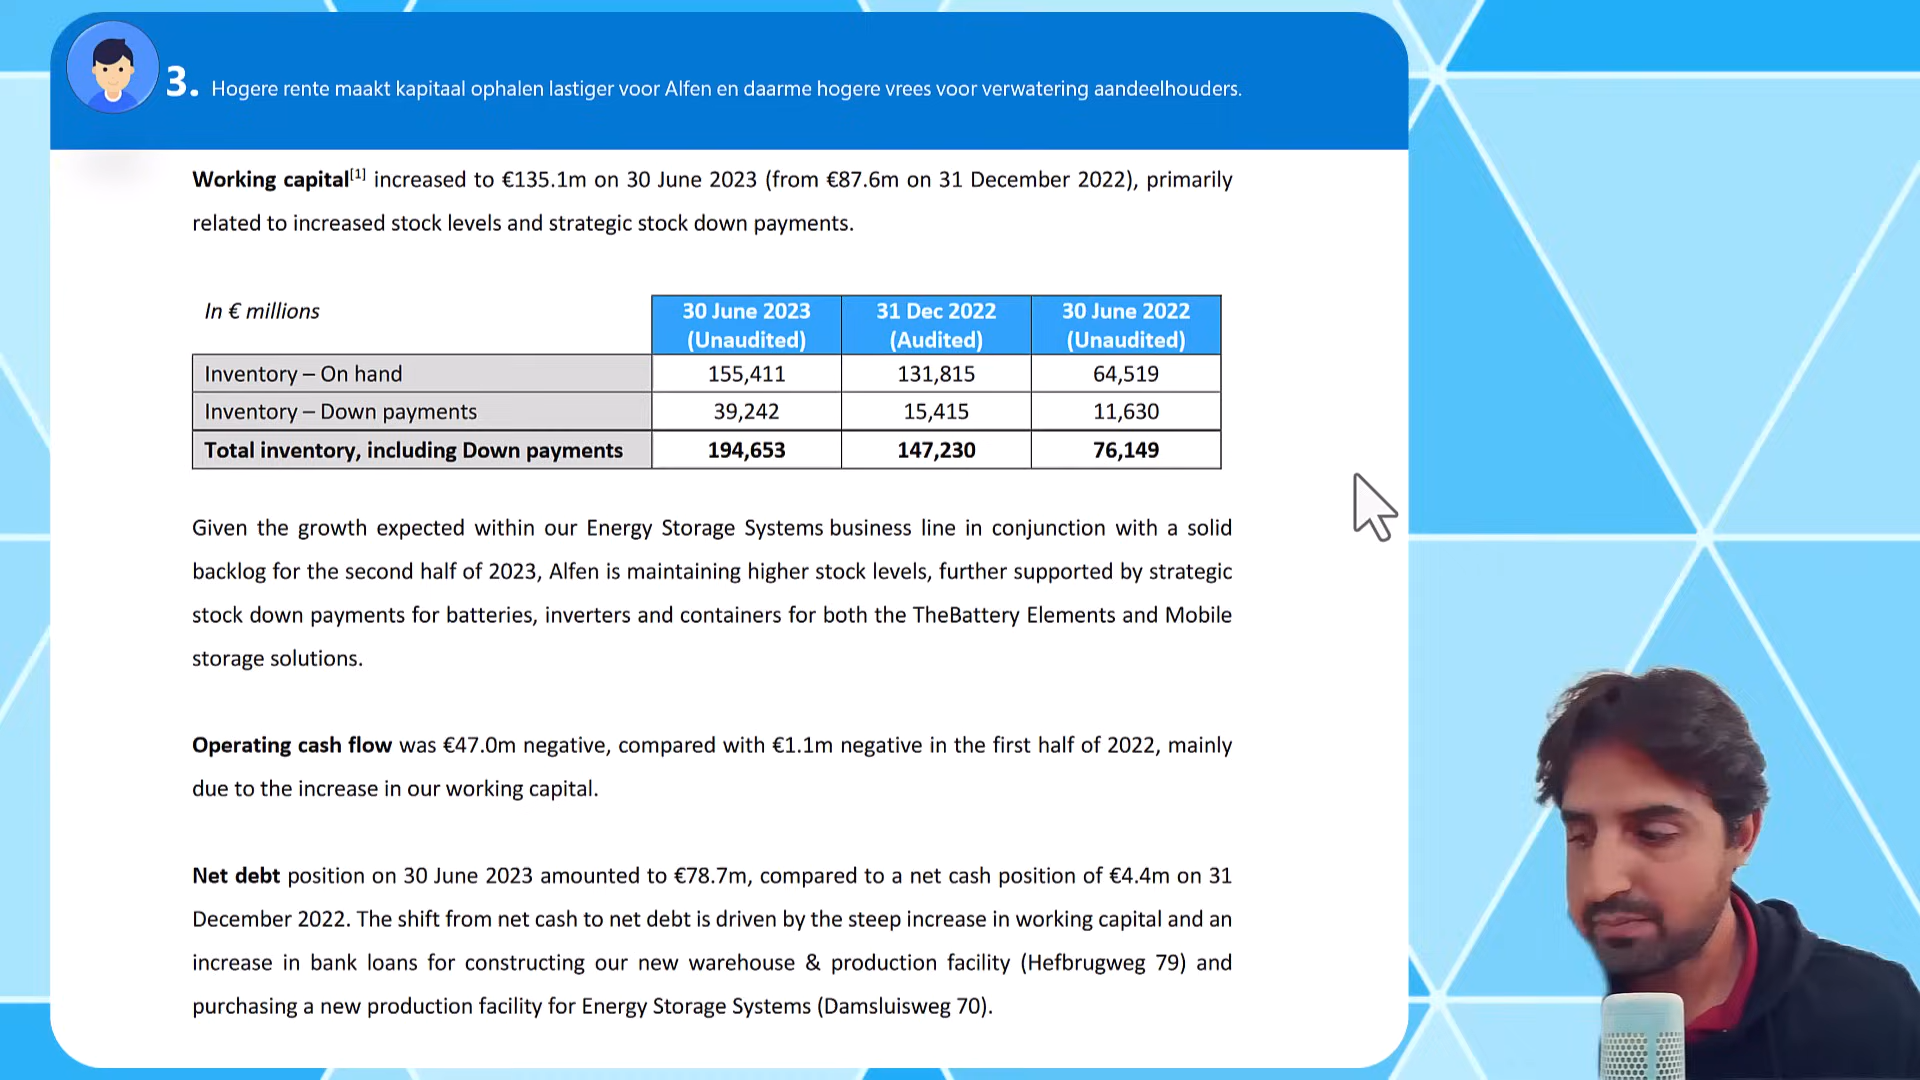 3. Hogere rente maakt kapitaal ophalen lastiger voor Alfen en daarme hogere vrees voor verwatering aandeelhouders.
Working capital[1] increased to €135.1m on 30 June 2023 (from €87.6m on 31 December 2022), primarily
related to increased stock levels and strategic stock down payments.
In € millions
30 June 2023 31 Dec 2022 30 June 2022
(Unaudited) (Audited) (Unaudited)
Inventory – On hand 155,411 131,815 64,519
Inventory – Down payments 39,242 15,415 11,630
Total inventory, including Down payments 194,653 147,230 76,149
Given the growth expected within our Energy Storage Systems business line in conjunction with a solid
backlog for the second half of 2023, Alfen is maintaining higher stock levels, further supported by strategic
stock down payments for batteries, inverters and containers for both the TheBattery Elements and Mobile
storage solutions.
Operating cash flow was €47.0m negative, compared with €1.1m negative in the first half of 2022, mainly
due to the increase in our working capital.
Net debt position on 30 June 2023 amounted to €78.7m, compared to a net cash position of €4.4m on 31
December 2022. The shift from net cash to net debt is driven by the steep increase in working capital and an
increase in bank loans for constructing our new warehouse & production facility (Hefbrugweg 79) and
purchasing a new production facility for Energy Storage Systems (Damsluisweg 70).